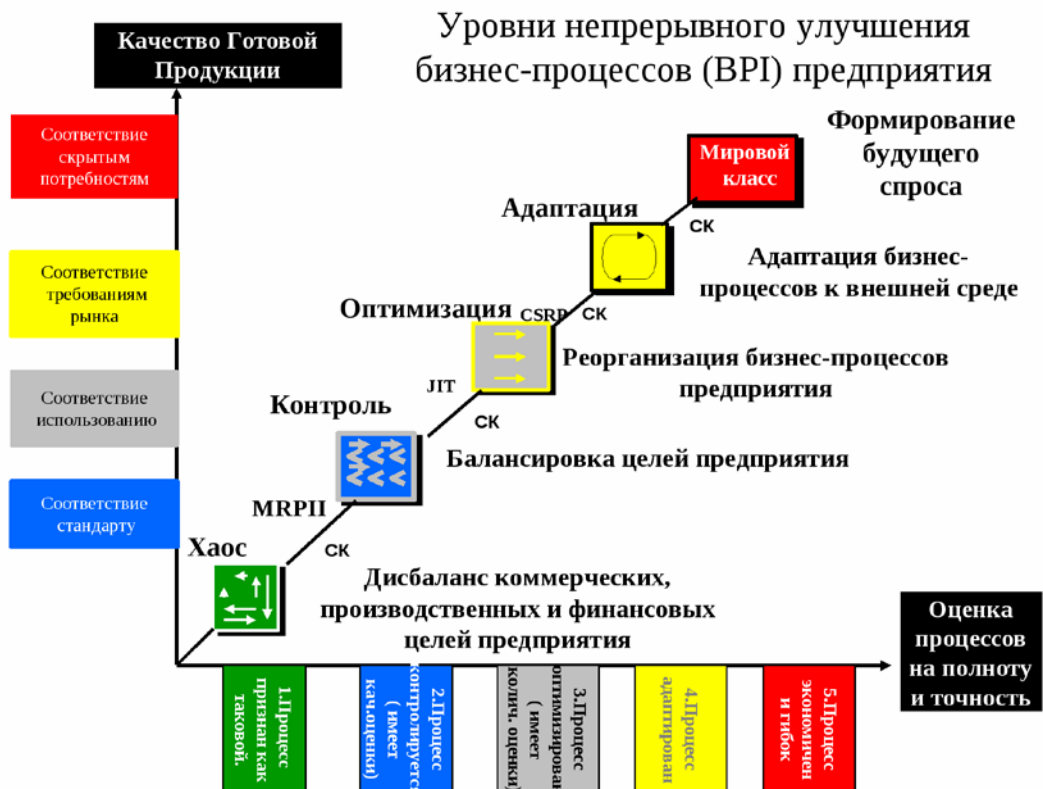 Уровни непрерывного улучшения
бизнес-процессов (BPI) предприятия
Качество Готовой
Продукции
Соответствие
скрытым
потребностям
Соответствие
требованиям
рынка
Соответствие
использованию
Соответствие
стандарту
Формирование
будущего
спроса
Мировой
класс
СК
Адаптация
Адаптация бизнес-
процессов к внешней среде
СК
CSRP
Оптимизация
Реорганизация бизнес-процессов
предприятия
JIT
СК
Контроль
Балансировка целей предприятия
MRPII
СК
Хаос
Дисбаланс коммерческих,
производственных и финансовых
целей предприятия
Оценка
процессов
на полноту
и точность
1.Процесс
признан как
таковой.
2.Процесс
контролируется
( имеет
кач.оценки)
3.Процесс
оптимизирован
( имеет
колич. оценки)
4.Процесс
адаптирован
5.Процесс
экономичен
и гибок